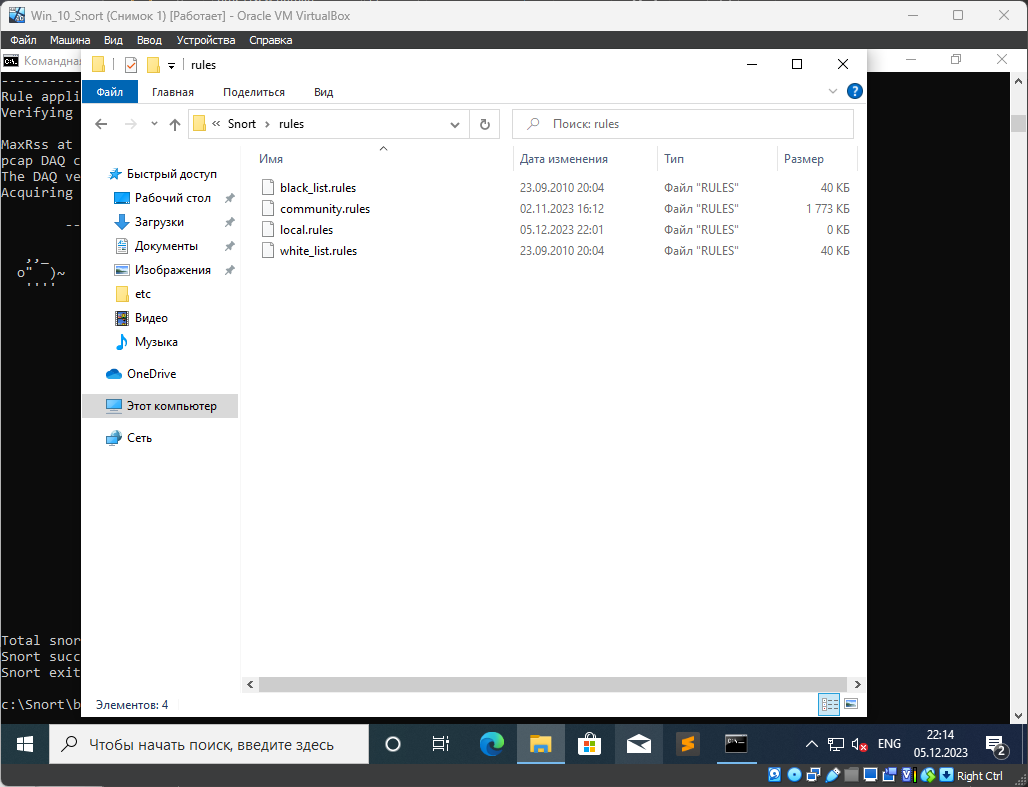 Win_10_Snort (Снимок 1) [Работает] - Oracle VM VirtualBox
Файл Машина Вид Ввод Устройства Справка
rules
Файл Главная Поделиться Вид
Snort rules
Поиск: rules
Имя Дата изменения Тип Размер
black_list.rules 23.09.2010 20:04 Файл "RULES" 40 КБ
community.rules 02.11.2023 16:12 Файл "RULES" 1 773 КБ
local.rules 05.12.2023 22:01 Файл "RULES" 0 КБ
white_list.rules 23.09.2010 20:04 Файл "RULES" 40 КБ
Быстрый доступ
Рабочий стол
Загрузки
Документы
Изображения
etc
Видео
Музыка
OneDrive
Этот компьютер
Сеть
Элементов: 4
Rule appli
Verifying
MaxRss at
pcap DAQ c
The DAQ ve
Acquiring
--
,,_
o" )~
''''
Total snor
Snort succ
Snort exit
c:\Snort\b
Чтобы начать поиск, введите здесь
ENG
22:14
05.12.2023
2
Right Ctrl